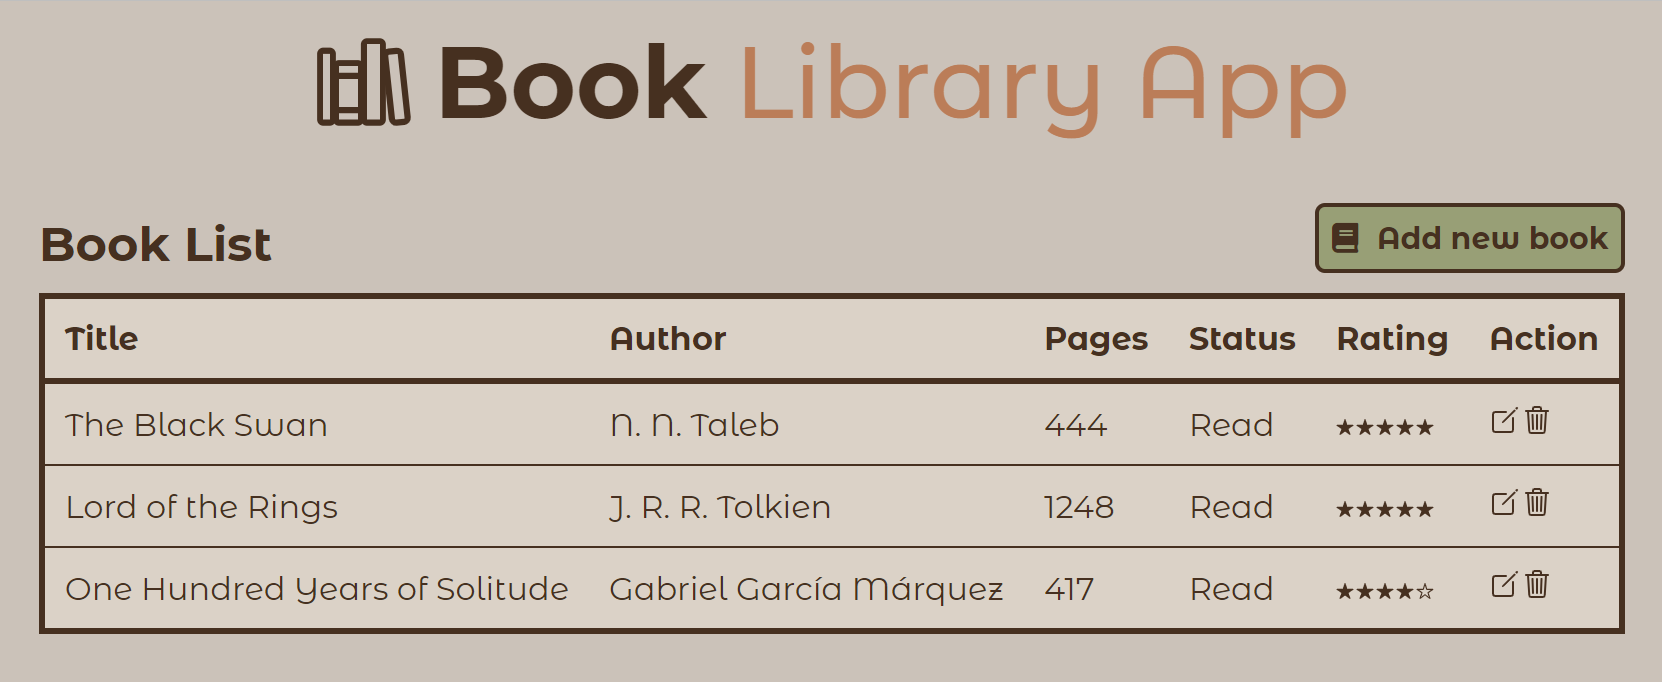 Book Library App
Book List
Add new book
Title Author Pages Status Rating Action
The Black Swan N. N. Taleb 444 Read ★★★★★
Lord of the Rings J. R. R. Tolkien 1248 Read ★★★★★
One Hundred Years of Solitude Gabriel García Márquez 417 Read ★★★★☆